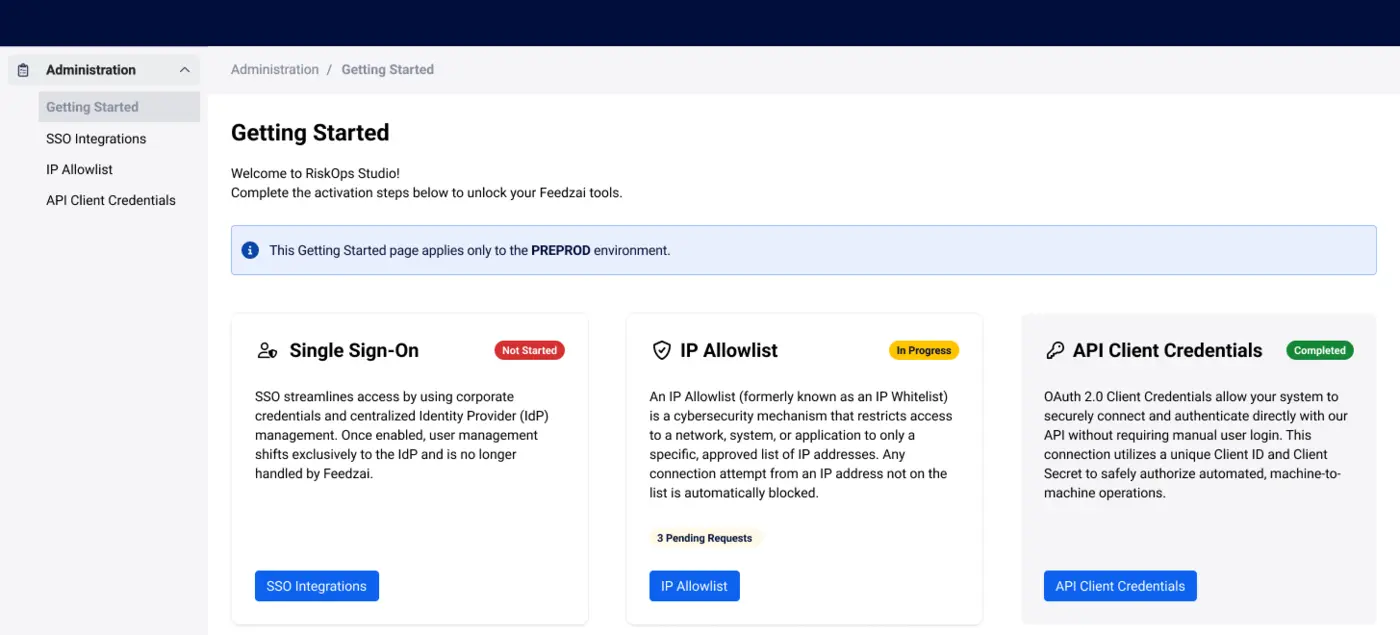 Administration
Getting Started
SSO Integrations
IP Allowlist
API Client Credentials
Administration / Getting Started
Getting Started
Welcome to RiskOps Studio!
Complete the activation steps below to unlock your Feedzai tools.
This Getting Started page applies only to the PREPROD environment.
Single Sign-On
Not Started
SSO streamlines access by using corporate
credentials and centralized Identity Provider (IdP)
management. Once enabled, user management
shifts exclusively to the IdP and is no longer
handled by Feedzai.
SSO Integrations
IP Allowlist
In Progress
An IP Allowlist (formerly known as an IP Whitelist)
is a cybersecurity mechanism that restricts access
to a network, system, or application to only a
specific, approved list of IP addresses. Any
connection attempt from an IP address not on the
list is automatically blocked.
3 Pending Requests
IP Allowlist
API Client Credentials
Completed
OAuth 2.0 Client Credentials allow your system to
securely connect and authenticate directly with our
API without requiring manual user login. This
connection utilizes a unique Client ID and Client
Secret to safely authorize automated, machine-to-
machine operations.
API Client Credentials